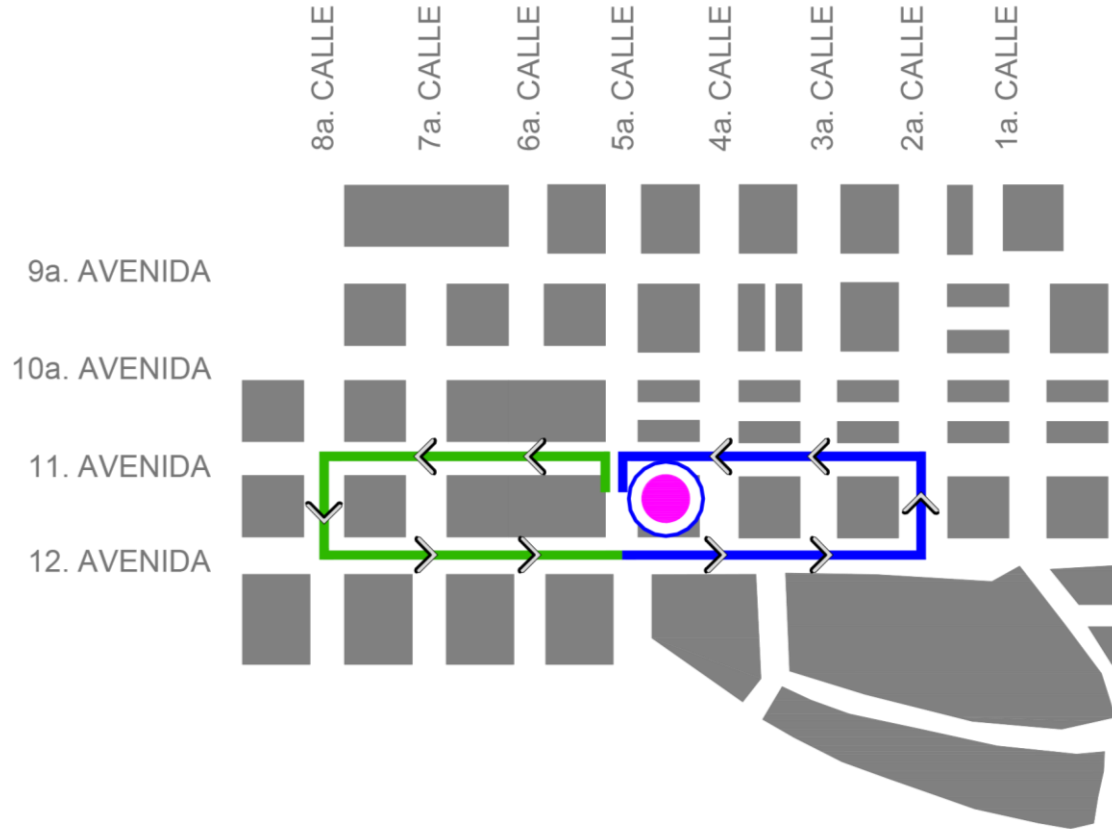 8a. CALLE
7a. CALLE
6a. CALLE
5a. CALLE
4a. CALLE
3a. CALLE
2a. CALLE
1a. CALLE
9a. AVENIDA
10a. AVENIDA
11. AVENIDA
12. AVENIDA